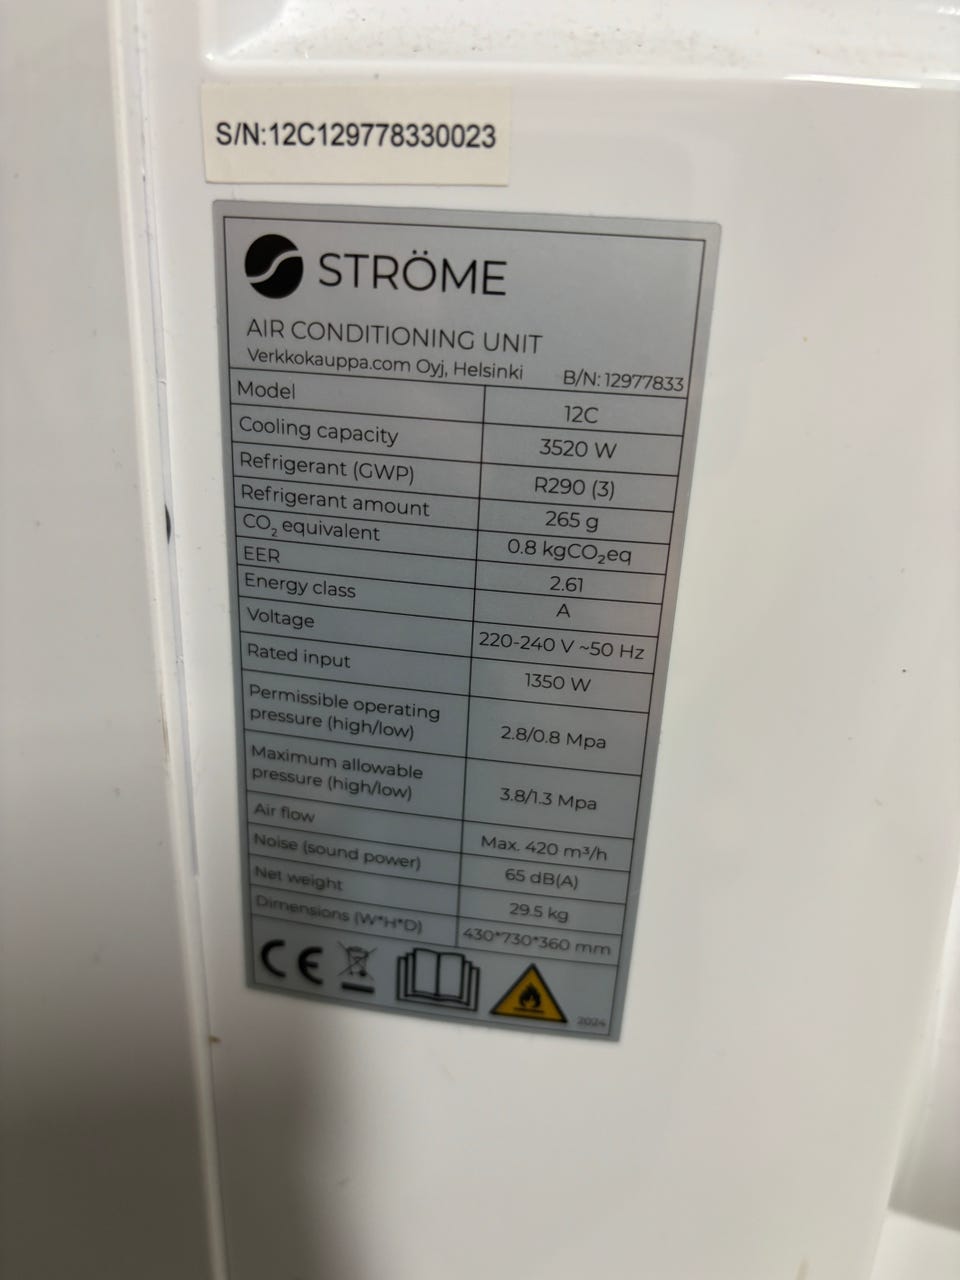 S/N:12C129778330023
STRÖME
AIR CONDITIONING UNIT
Verkkokauppa.com Oyj, Helsinki B/N: 12977833
Model 12C
Cooling capacity 3520 W
Refrigerant (GWP) R290 (3)
Refrigerant amount 265 g
CO₂ equivalent 0.8 kgCO₂eq
EER 2.61
Energy class A
Voltage 220-240 V ~50 Hz
Rated input 1350 W
Permissible operating
pressure (high/low) 2.8/0.8 Mpa
Maximum allowable
pressure (high/low) 3.8/1.3 Mpa
Air flow Max. 420 m³/h
Noise (sound power) 65 dB(A)
Net weight 29.5 kg
Dimensions (W*H*D) 430*730*360 mm
CE
2024